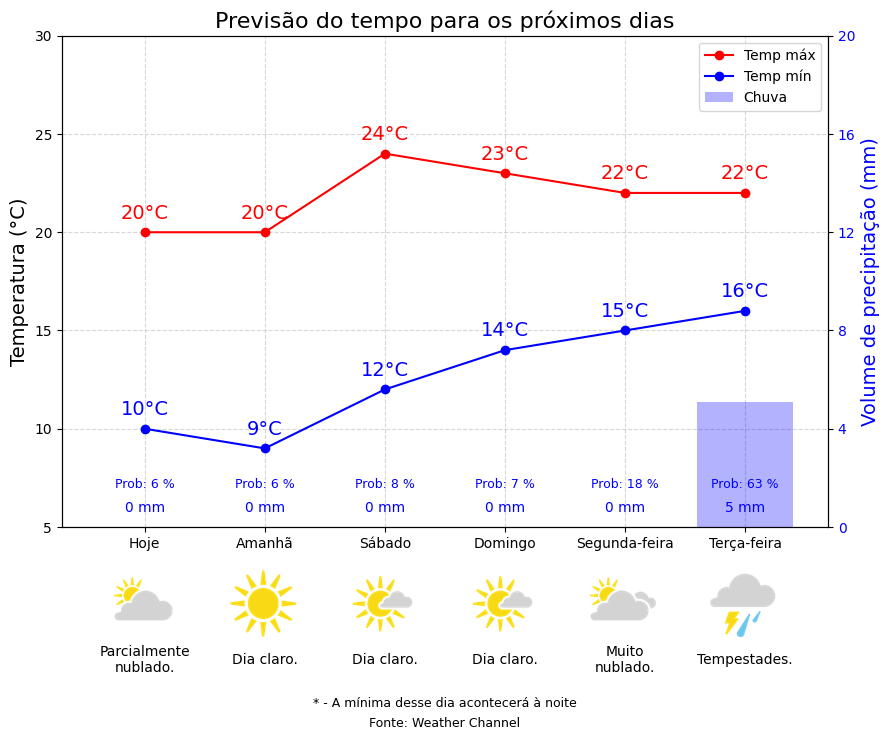 Previsão do tempo para os próximos dias
30
25
20
15
10
5
Temperatura (°C)
20
16
12
8
4
0
Volume de precipitação (mm)
Temp máx
Temp mín
Chuva
20°C
20°C
24°C
23°C
22°C
22°C
10°C
9°C
12°C
14°C
15°C
16°C
Prob: 6 %
Prob: 6 %
Prob: 8 %
Prob: 7 %
Prob: 18 %
Prob: 63 %
0 mm
0 mm
0 mm
0 mm
0 mm
5 mm
Hoje
Amanhã
Sábado
Domingo
Segunda-feira
Terça-feira
Parcialmente
nublado.
Dia claro.
Dia claro.
Dia claro.
Muito
nublado.
Tempestades.
* - A mínima desse dia acontecerá à noite
Fonte: Weather Channel